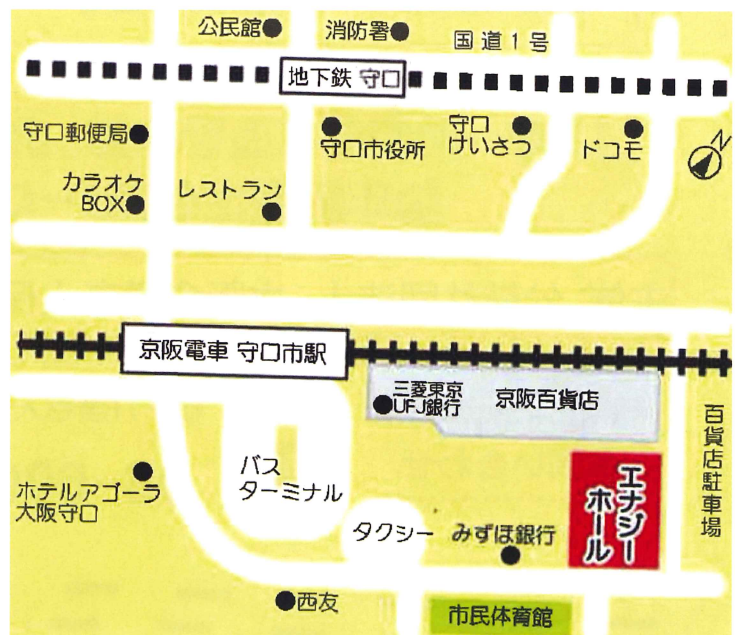 公民館
消防署
国道1号
地下鉄 守口
守口郵便局
守口市役所
守口
けいさつ
ドコモ
N
カラオケ
BOX
レストラン
京阪電車 守口市駅
三菱東京
UFJ銀行
京阪百貨店
百貨店駐車場
エナジー
ホール
バス
ターミナル
ホテルアゴーラ
大阪守口
タクシー
みずほ銀行
西友
市民体育館